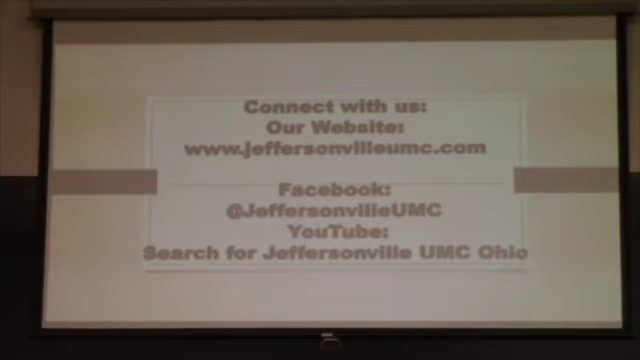 Connect with us:
Our Website:
www.jeffersonvilleumc.com
Facebook:
@JeffersonvilleUMC
YouTube:
Search for Jeffersonville UMC Ohio